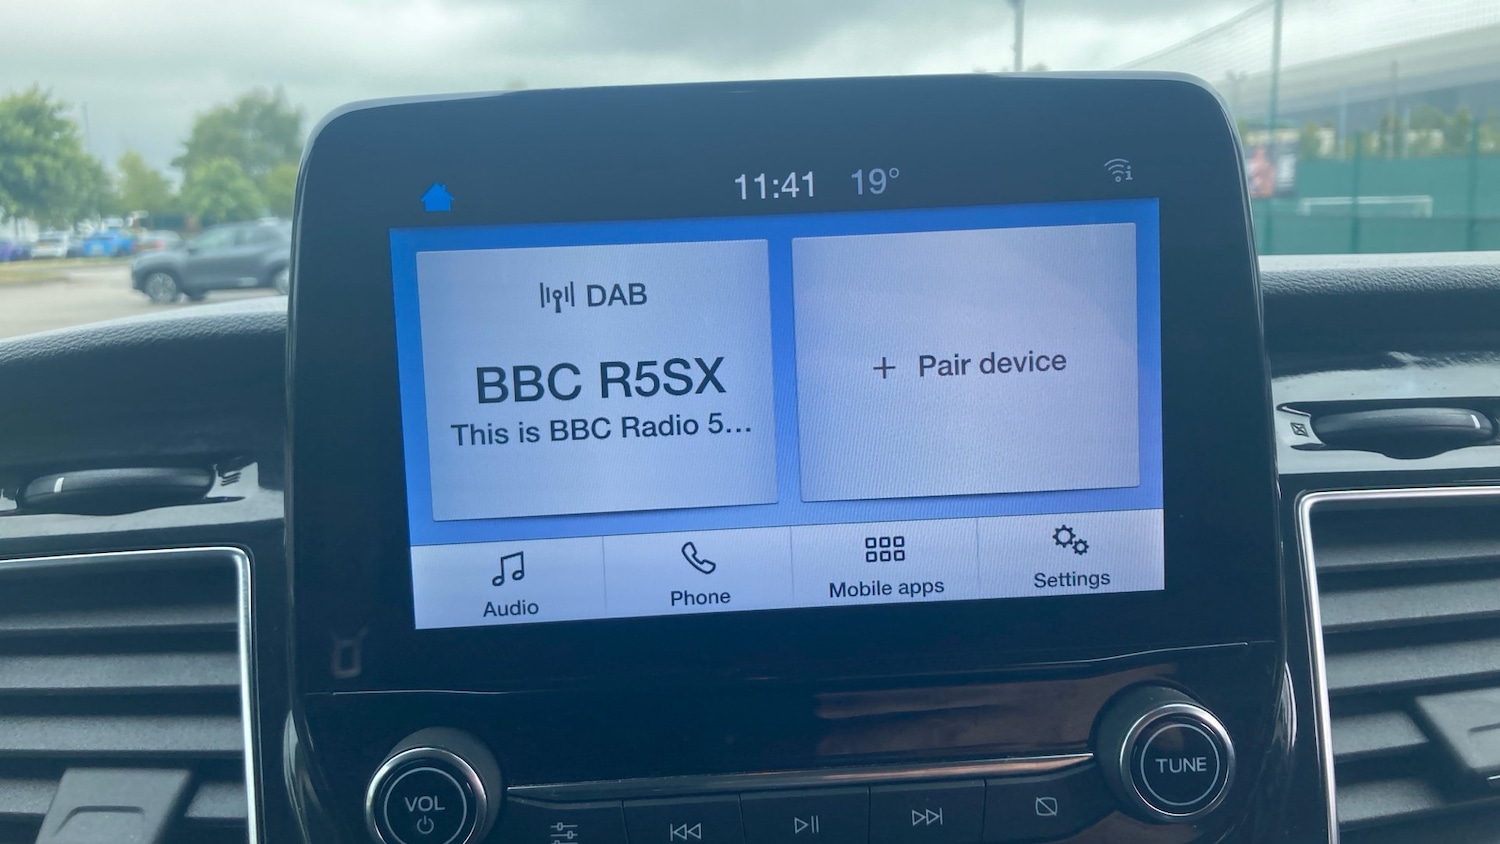 11:41 19°
DAB
BBC R5SX
This is BBC Radio 5...
+ Pair device
Audio
Phone
Mobile apps
Settings
VOL
TUNE